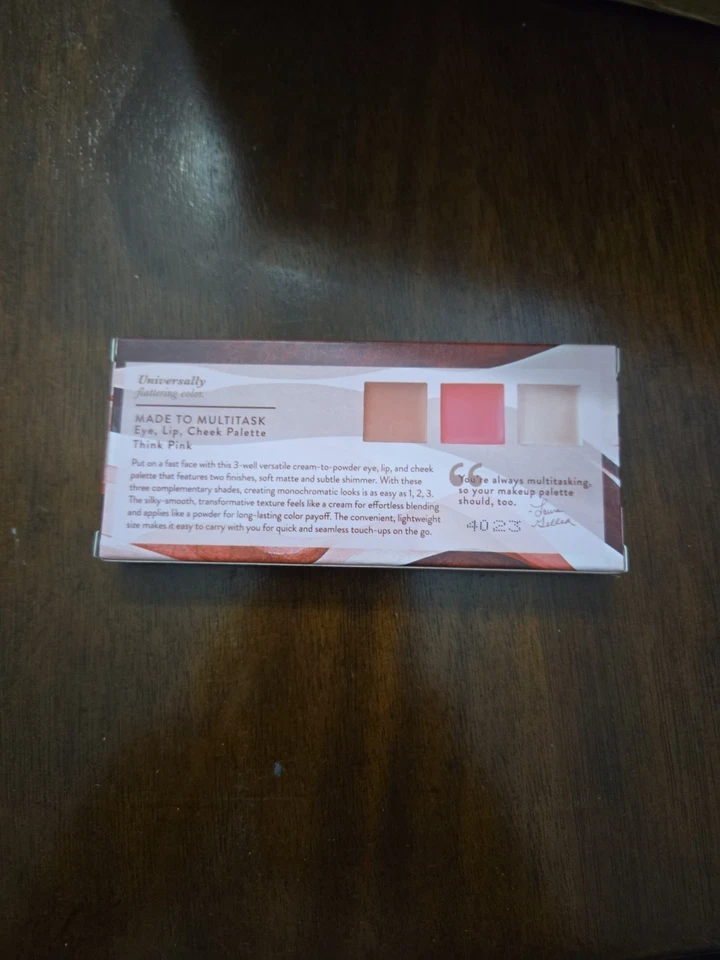 Universally
flattering color.
MADE TO MULTITASK
Eye, Lip, Cheek Palette
Think Pink
Put on a fast face with this 3-well versatile cream-to-powder eye, lip, and cheek
palette that features two finishes, soft matte and subtle shimmer. With these
three complementary shades, creating monochromatic looks is as easy as 1, 2, 3.
The silky-smooth, transformative texture feels like a cream for effortless blending
and applies like a powder for long-lasting color payoff. The convenient, lightweight
size makes it easy to carry with you for quick and seamless touch-ups on the go.
“You're always multitasking,
so your makeup palette
should, too.
-Laura
Geller
4023